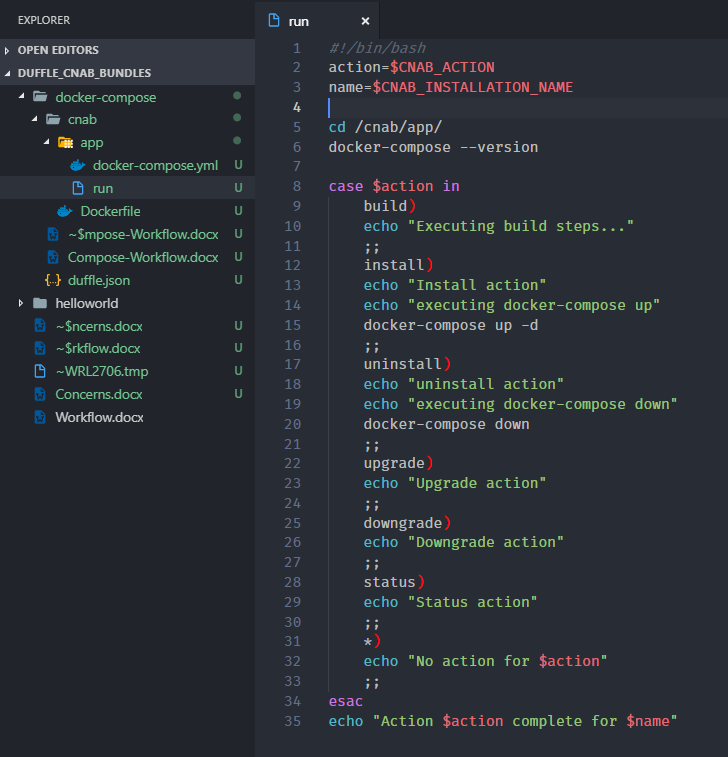 EXPLORER
OPEN EDITORS
DUFFLE_CNAB_BUNDLES
docker-compose
cnab
app
docker-compose.yml U
run U
Dockerfile U
~$mpose-Workflow.docx U
Compose-Workflow.docx U
{..} duffle.json U
helloworld
~$ncerns.docx U
~$rkflow.docx U
~WRL2706.tmp U
Concerns.docx U
Workflow.docx
run ×
1 #!/bin/bash
2 action=$CNAB_ACTION
3 name=$CNAB_INSTALLATION_NAME
4
5 cd /cnab/app/
6 docker-compose --version
7
8 case $action in
9 build)
10 echo "Executing build steps..."
11 ;;
12 install)
13 echo "Install action"
14 echo "executing docker-compose up"
15 docker-compose up -d
16 ;;
17 uninstall)
18 echo "uninstall action"
19 echo "executing docker-compose down"
20 docker-compose down
21 ;;
22 upgrade)
23 echo "Upgrade action"
24 ;;
25 downgrade)
26 echo "Downgrade action"
27 ;;
28 status)
29 echo "Status action"
30 ;;
31 *)
32 echo "No action for $action"
33 ;;
34 esac
35 echo "Action $action complete for $name"